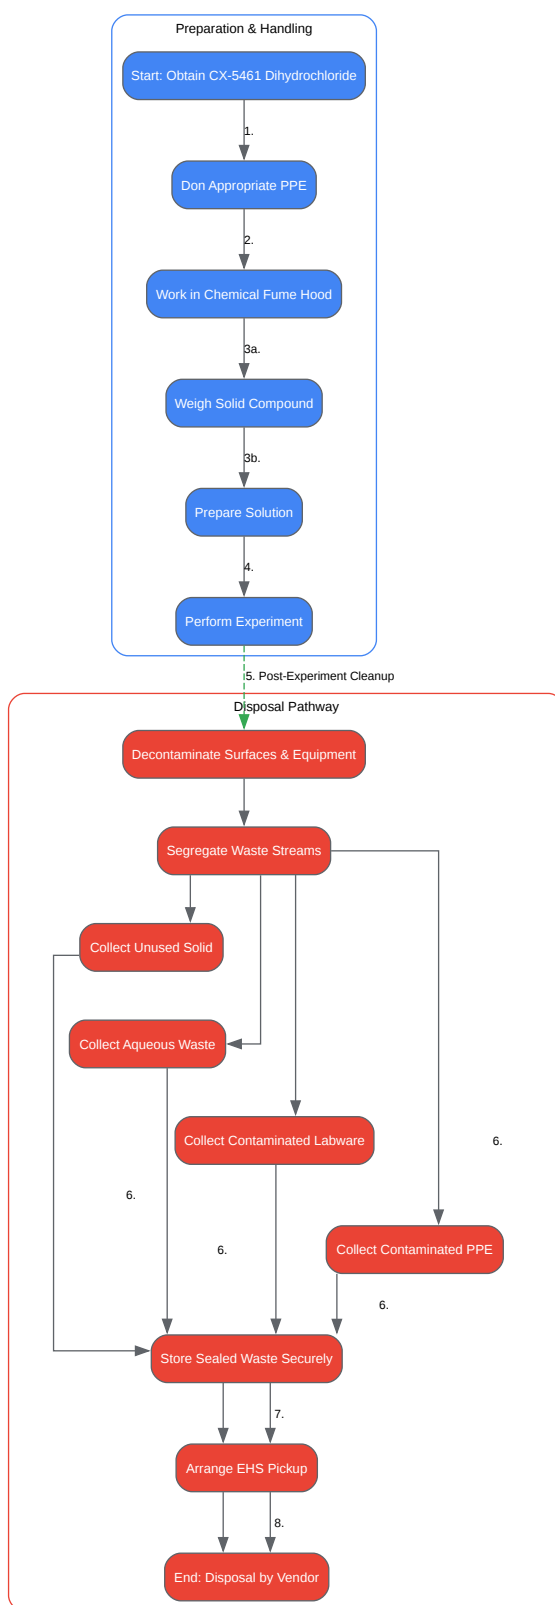 Preparation & Handling
Start: Obtain CX-5461 Dihydrochloride
1.
Don Appropriate PPE
2.
Work in Chemical Fume Hood
3a.
Weigh Solid Compound
3b.
Prepare Solution
4.
Perform Experiment
5. Post-Experiment Cleanup
Disposal Pathway
Decontaminate Surfaces & Equipment
Segregate Waste Streams
Collect Unused Solid
Collect Aqueous Waste
Collect Contaminated Labware
6.
6.
6.
Collect Contaminated PPE
6.
Store Sealed Waste Securely
7.
Arrange EHS Pickup
8.
End: Disposal by Vendor